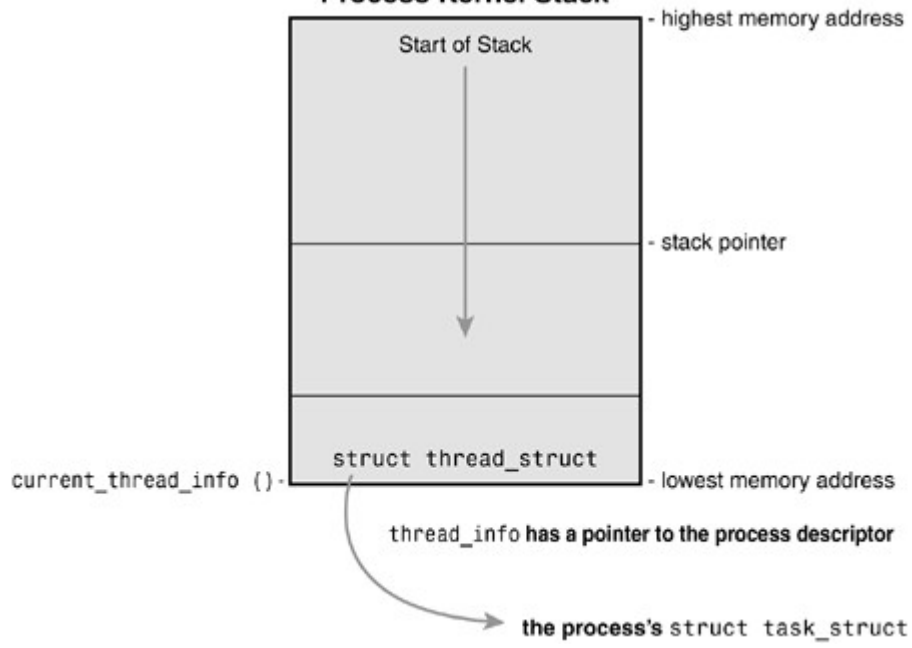 Process Kernel Stack
- highest memory address
Start of Stack
- stack pointer
struct thread_struct
current_thread_info () -
- lowest memory address
thread_info has a pointer to the process descriptor
the process's struct task_struct